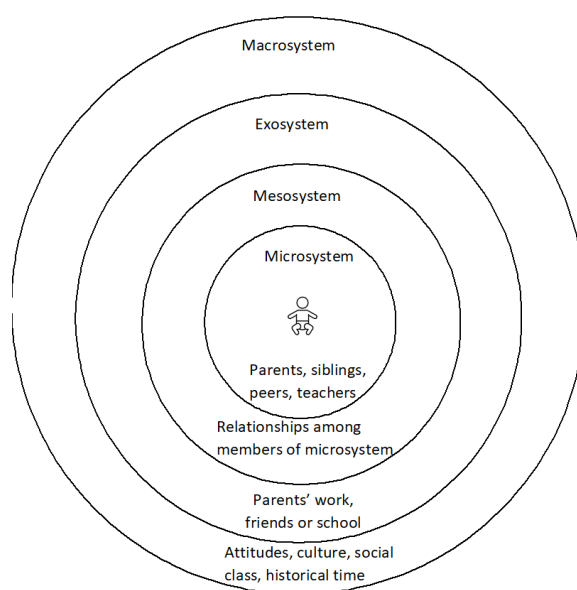 Macrosystem
Exosystem
Mesosystem
Microsystem
Parents, siblings,
peers, teachers
Relationships among
members of microsystem
Parents’ work,
friends or school
Attitudes, culture, social
class, historical time